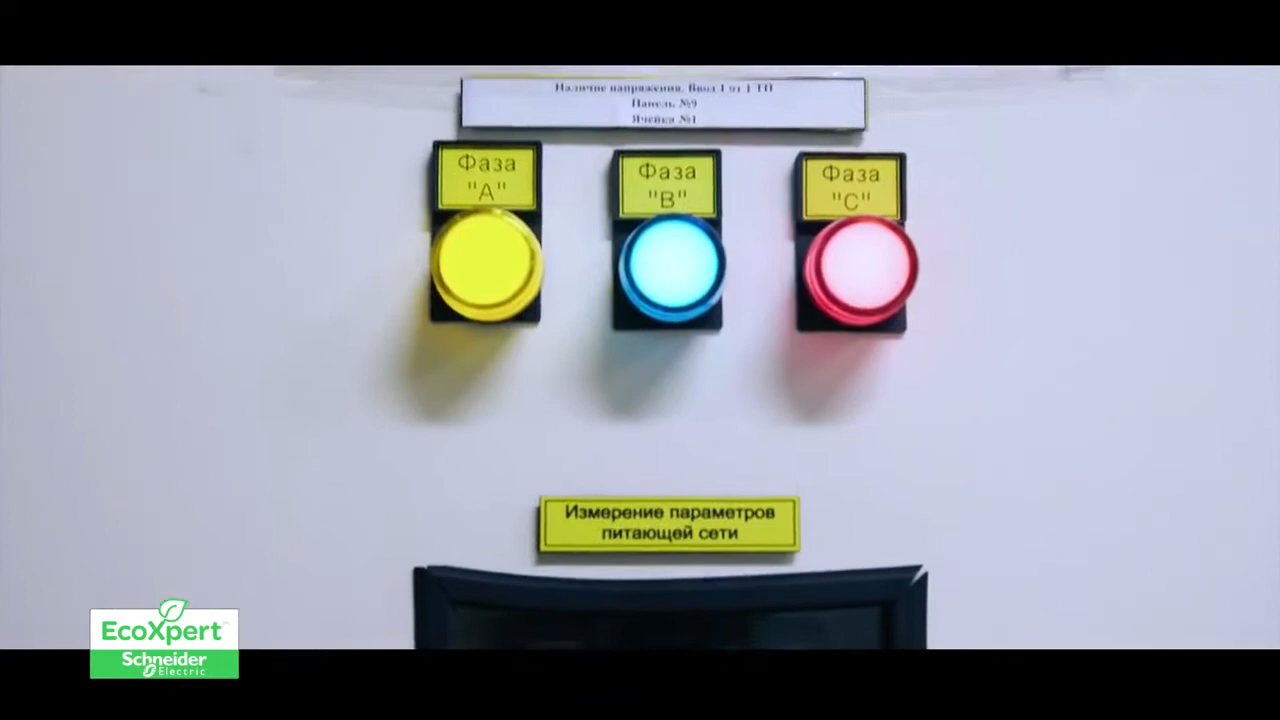 Наличие напряжения. Ввод 1 от 1 ТП
Панель №9
Ячейка №1
Фаза
"A"
Фаза
"B"
Фаза
"C"
Измерение параметров
питающей сети
EcoXpert
Schneider
Electric